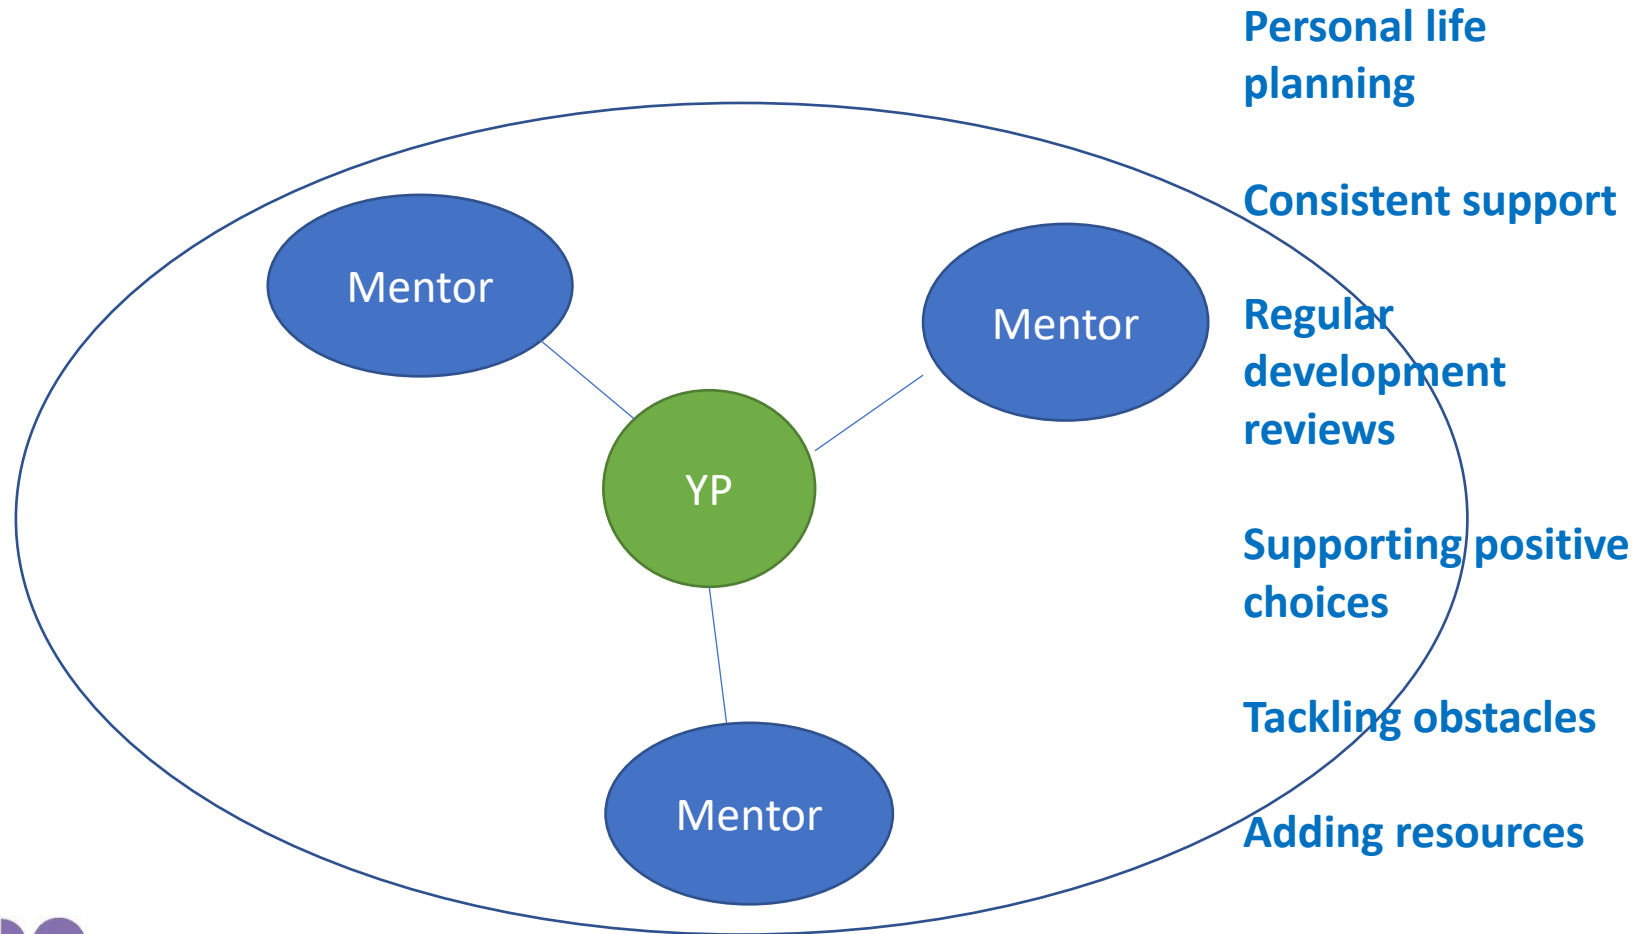 Personal life
planning
Consistent support
Mentor
Mentor
Regular
development
reviews
YP
Supporting positive
choices
Tackling obstacles
Mentor
Adding resources